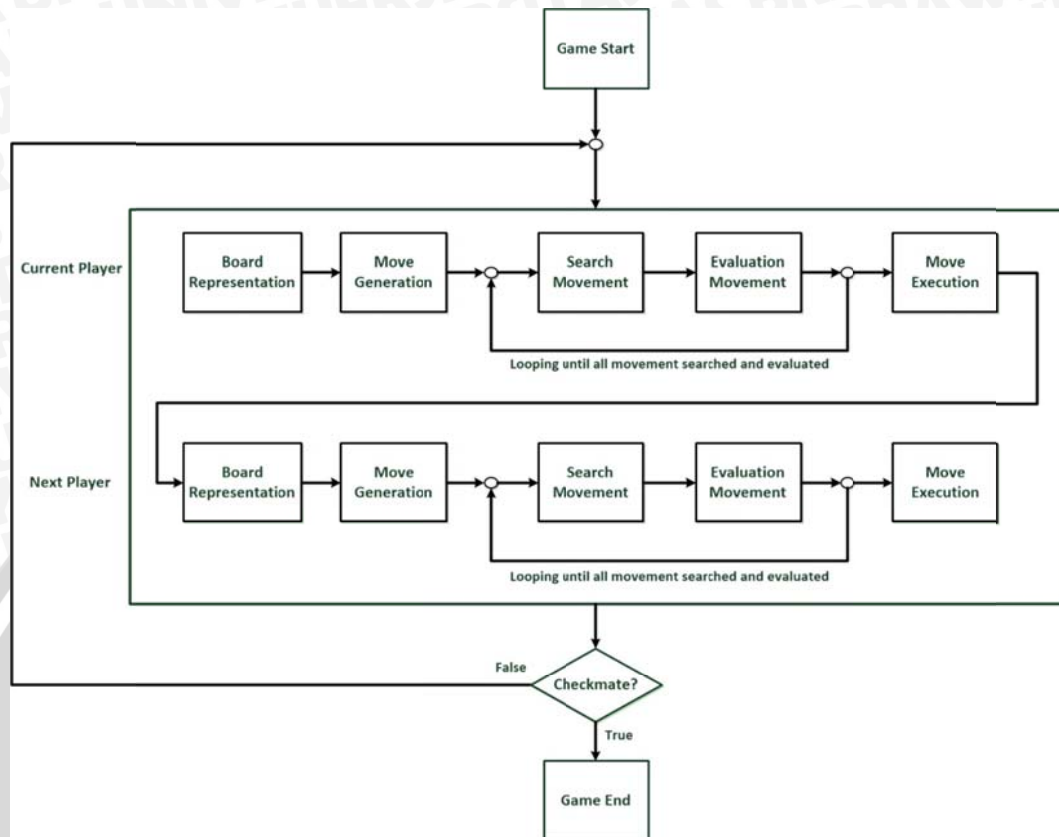 Game Start
Current Player
Board
Representation
Move
Generation
Search
Movement
Evaluation
Movement
Move
Execution
Looping until all movement searched and evaluated
Next Player
Board
Representation
Move
Generation
Search
Movement
Evaluation
Movement
Move
Execution
Looping until all movement searched and evaluated
False
Checkmate?
True
Game End